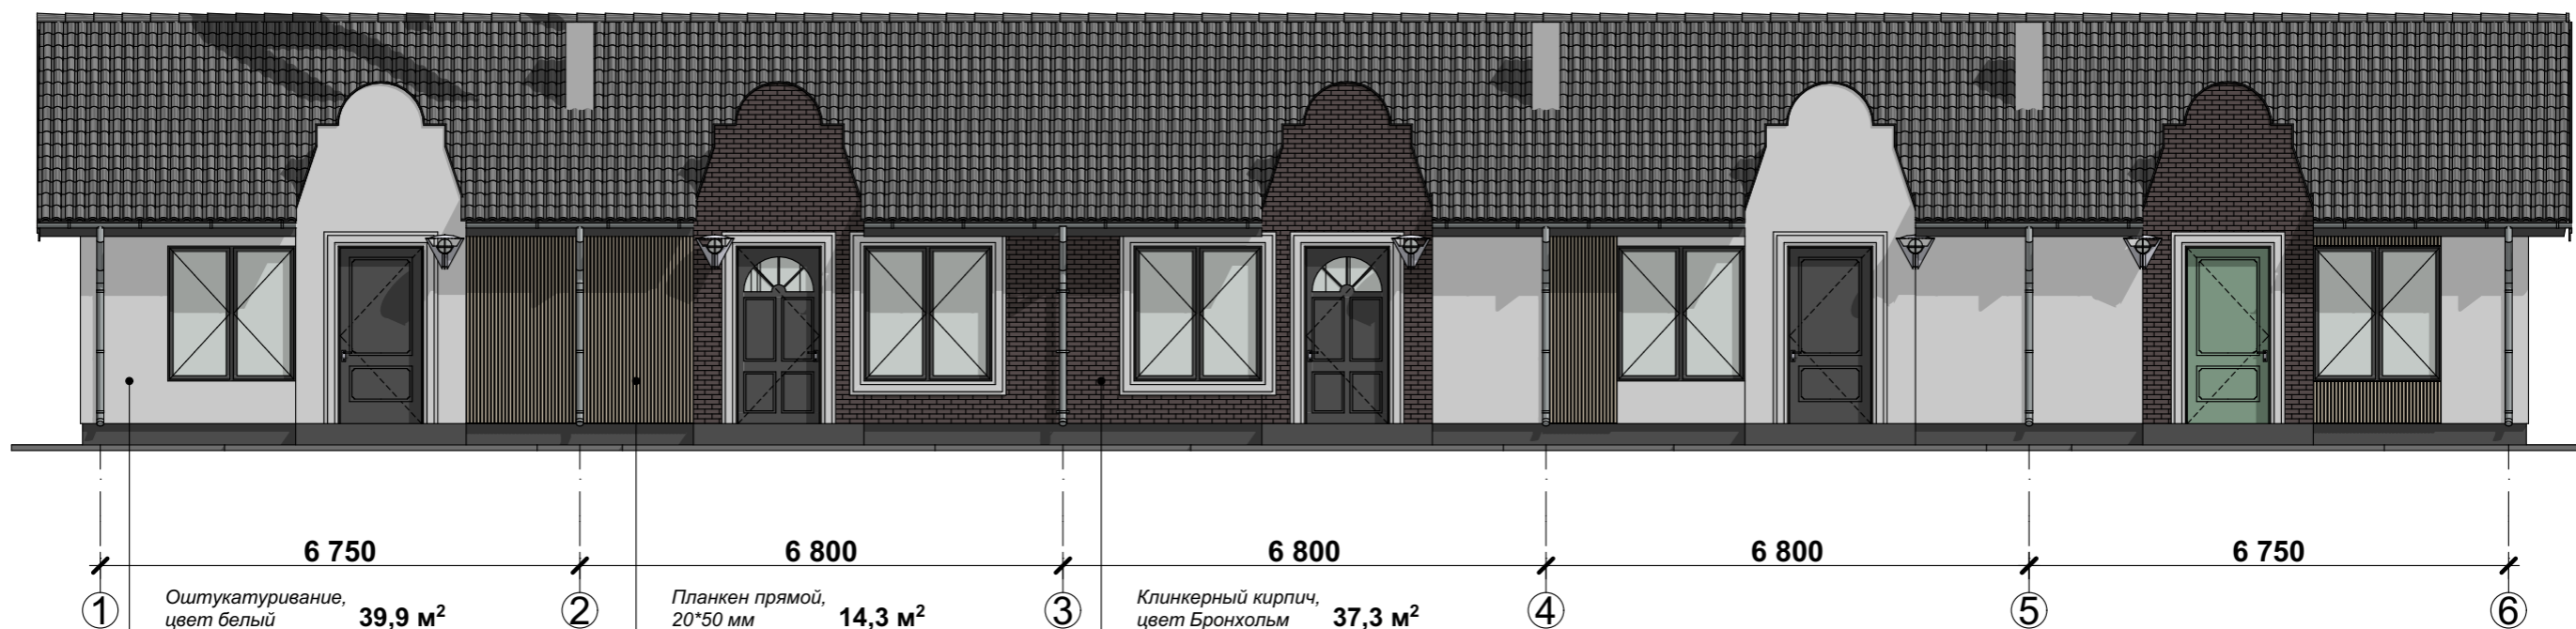 6 750
6 800
6 800
6 800
6 750
1
Оштукатуривание,
цвет белый
39,9 м²
2
Планкен прямой,
20*50 мм
14,3 м²
3
Клинкерный кирпич,
цвет Бронхольм
37,3 м²
4
5
6